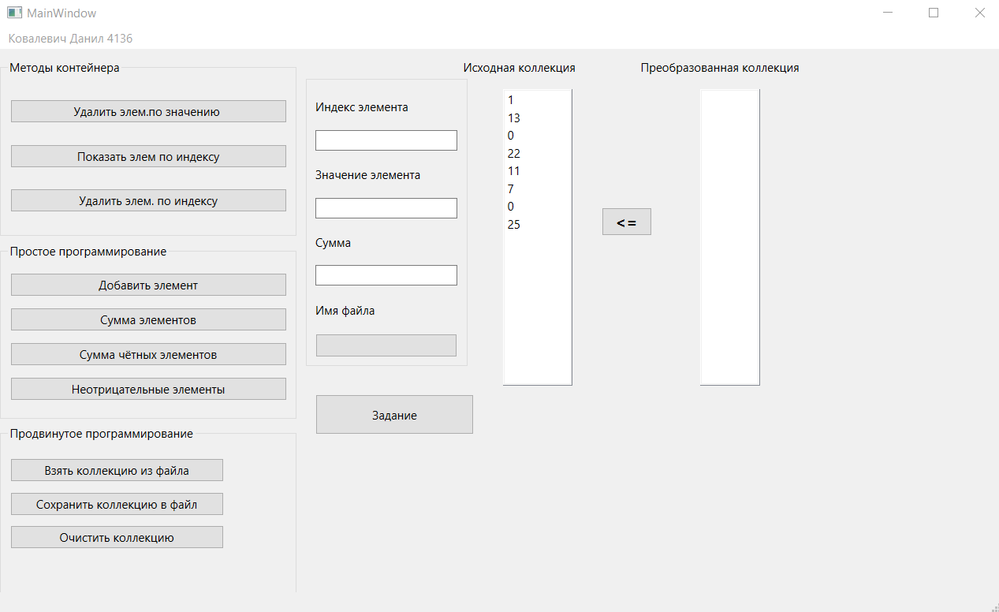 MainWindow
Ковалевич Данил 4136
Методы контейнера
Удалить элем.по значению
Показать элем по индексу
Удалить элем. по индексу
Простое программирование
Добавить элемент
Сумма элементов
Сумма чётных элементов
Неотрицательные элементы
Продвинутое программирование
Взять коллекцию из файла
Сохранить коллекцию в файл
Очистить коллекцию
Индекс элемента
Значение элемента
Сумма
Имя файла
Задание
Исходная коллекция
1
13
0
22
11
7
0
25
<=
Преобразованная коллекция